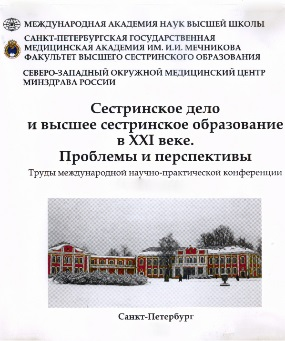 МЕЖДУНАРОДНАЯ АКАДЕМИЯ НАУК ВЫСШЕЙ ШКОЛЫ
САНКТ-ПЕТЕРБУРГСКАЯ ГОСУДАРСТВЕННАЯ
МЕДИЦИНСКАЯ АКАДЕМИЯ ИМ. И.И. МЕЧНИКОВА
ФАКУЛЬТЕТ ВЫСШЕГО СЕСТРИНСКОГО ОБРАЗОВАНИЯ
СЕВЕРО-ЗАПАДНЫЙ ОКРУЖНОЙ МЕДИЦИНСКИЙ ЦЕНТР
МИНЗДРАВА РОССИИ
Сестринское дело
и высшее сестринское образование
в XXI веке.
Проблемы и перспективы
Труды международной научно-практической конференции
Санкт-Петербург